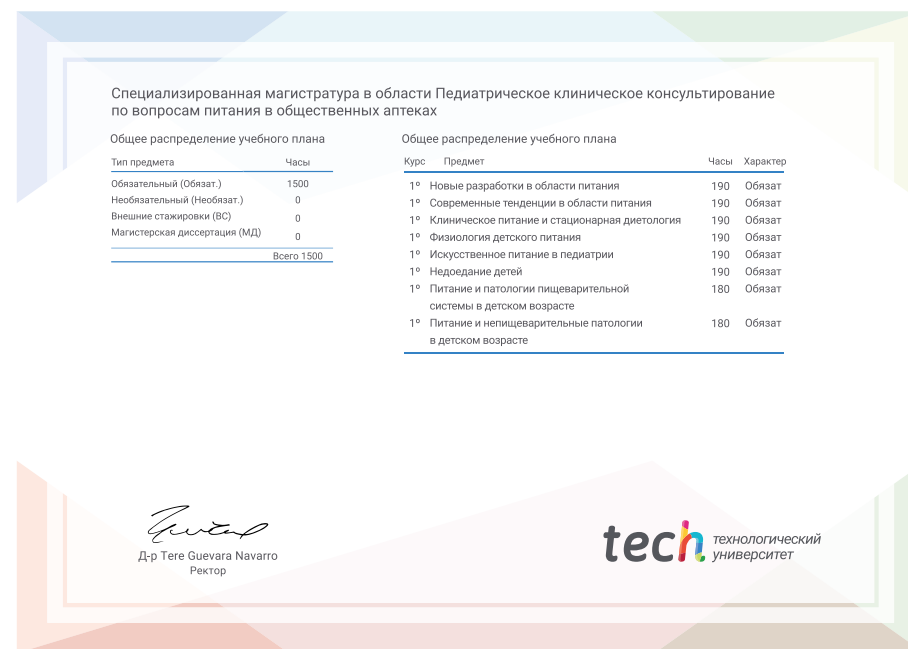 Специализированная магистратура в области Педиатрическое клиническое консультирование
по вопросам питания в общественных аптеках
Общее распределение учебного плана
Тип предмета Часы
Обязательный (Обязат.) 1500
Необязательный (Необязат.) 0
Внешние стажировки (ВС) 0
Магистерская диссертация (МД) 0
Всего 1500
Общее распределение учебного плана
Курс Предмет Часы Характер
1º Новые разработки в области питания 190 Обязат
1º Современные тенденции в области питания 190 Обязат
1º Клиническое питание и стационарная диетология 190 Обязат
1º Физиология детского питания 190 Обязат
1º Искусственное питание в педиатрии 190 Обязат
1º Недоедание детей 190 Обязат
1º Питание и патологии пищеварительной 180 Обязат
системы в детском возрасте
1º Питание и непищеварительные патологии 180 Обязат
в детском возрасте
Д-р Tere Guevara Navarro
Ректор
tech технологический
университет